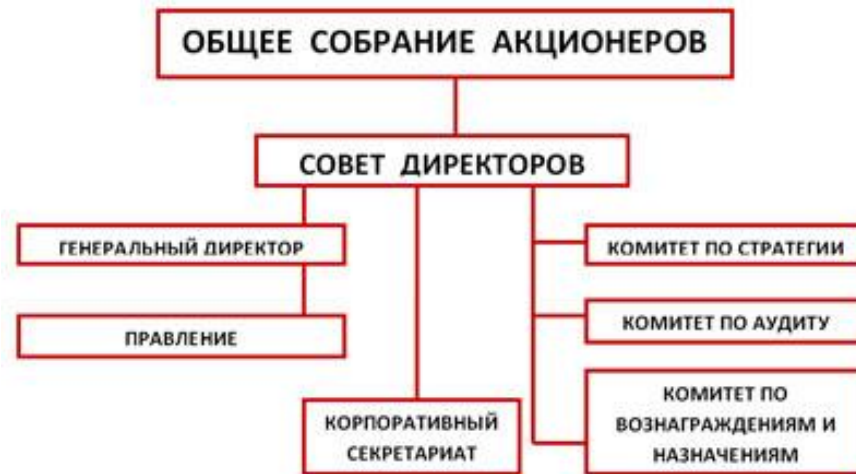 ОБЩЕЕ СОБРАНИЕ АКЦИОНЕРОВ
СОВЕТ ДИРЕКТОРОВ
ГЕНЕРАЛЬНЫЙ ДИРЕКТОР
ПРАВЛЕНИЕ
КОРПОРАТИВНЫЙ
СЕКРЕТАРИАТ
КОМИТЕТ ПО СТРАТЕГИИ
КОМИТЕТ ПО АУДИТУ
КОМИТЕТ ПО
ВОЗНАГРАЖДЕНИЯМ И
НАЗНАЧЕНИЯМ